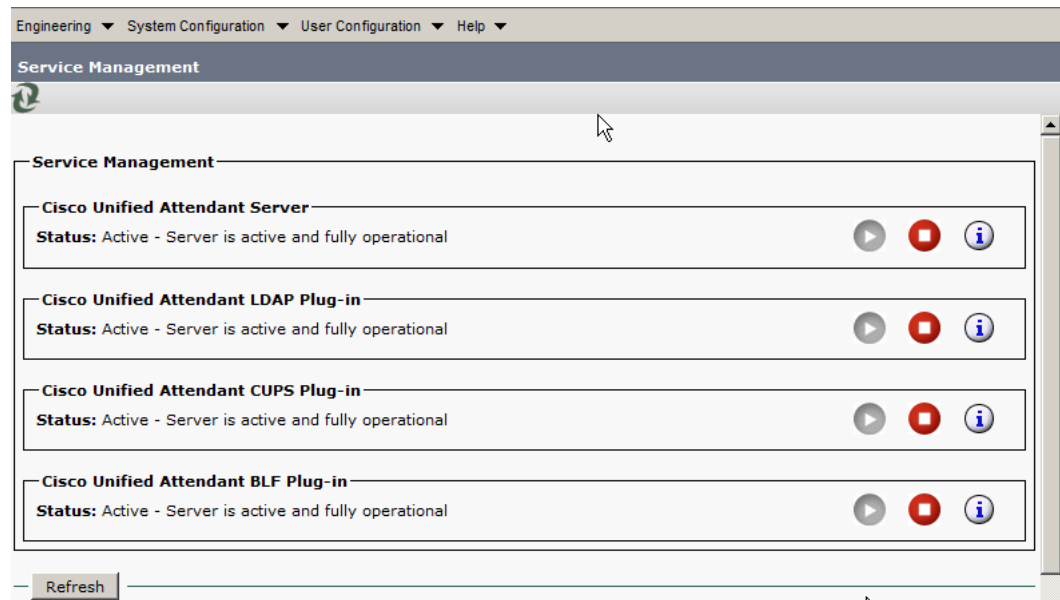 Engineering System Configuration User Configuration Help
Service Management
Service Management
Cisco Unified Attendant Server
Status: Active - Server is active and fully operational
Cisco Unified Attendant LDAP Plug-in
Status: Active - Server is active and fully operational
Cisco Unified Attendant CUPS Plug-in
Status: Active - Server is active and fully operational
Cisco Unified Attendant BLF Plug-in
Status: Active - Server is active and fully operational
Refresh